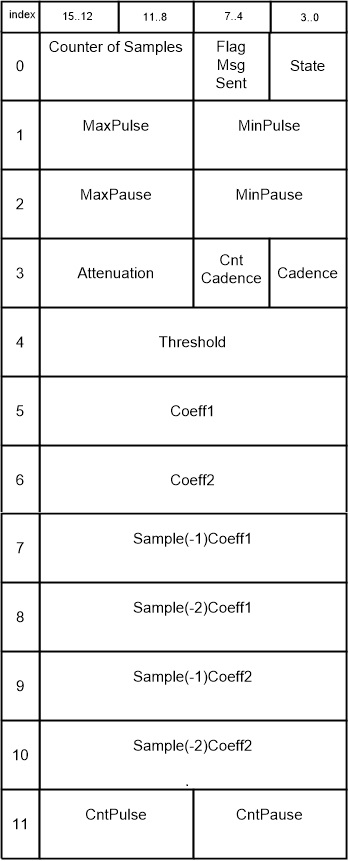 index 15..12 11..8 7..4 3..0
0 Counter of Samples Flag Msg Sent State
1 MaxPulse MinPulse
2 MaxPause MinPause
3 Attenuation Cnt Cadence Cadence
4 Threshold
5 Coeff1
6 Coeff2
7 Sample(-1)Coeff1
8 Sample(-2)Coeff1
9 Sample(-1)Coeff2
10 Sample(-2)Coeff2
.
11 CntPulse CntPause